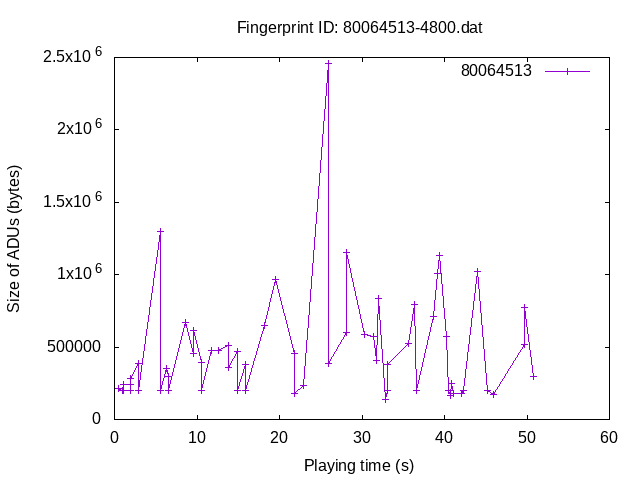 Fingerprint ID: 80064513-4800.dat
2.5x10 6
80064513
2x10 6
1.5x10 6
1x10 6
500000
0
Size of ADUs (bytes)
0 10 20 30 40 50 60
Playing time (s)